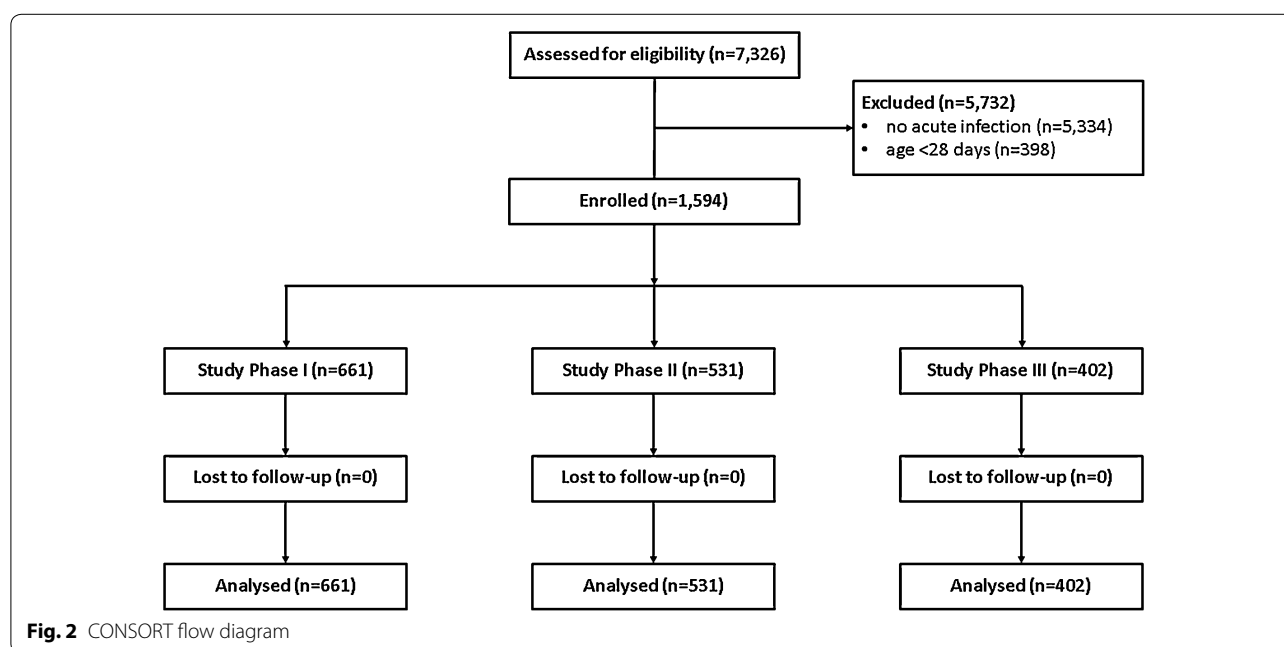 Assessed for eligibility (n=7,326)
Excluded (n=5,732)
• no acute infection (n=5,334)
• age <28 days (n=398)
Enrolled (n=1,594)
Study Phase I (n=661)
Study Phase II (n=531)
Study Phase III (n=402)
Lost to follow-up (n=0)
Lost to follow-up (n=0)
Lost to follow-up (n=0)
Analysed (n=661)
Analysed (n=531)
Analysed (n=402)
Fig. 2 CONSORT flow diagram